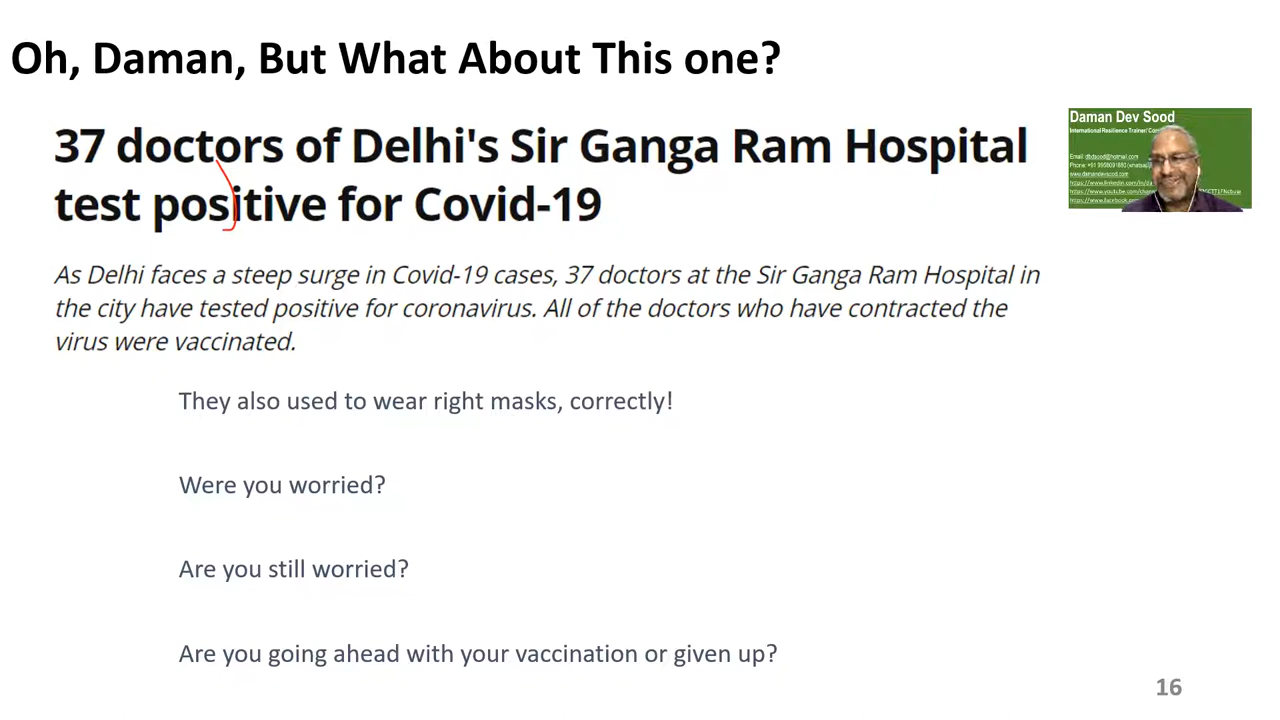 Oh, Daman, But What About This one?
37 doctors of Delhi's Sir Ganga Ram Hospital
test positive for Covid-19
Daman Dev Sood
International Resilience Trainer/
As Delhi faces a steep surge in Covid-19 cases, 37 doctors at the Sir Ganga Ram Hospital in
the city have tested positive for coronavirus. All of the doctors who have contracted the
virus were vaccinated.
They also used to wear right masks, correctly!
Were you worried?
Are you still worried?
Are you going ahead with your vaccination or given up?
16